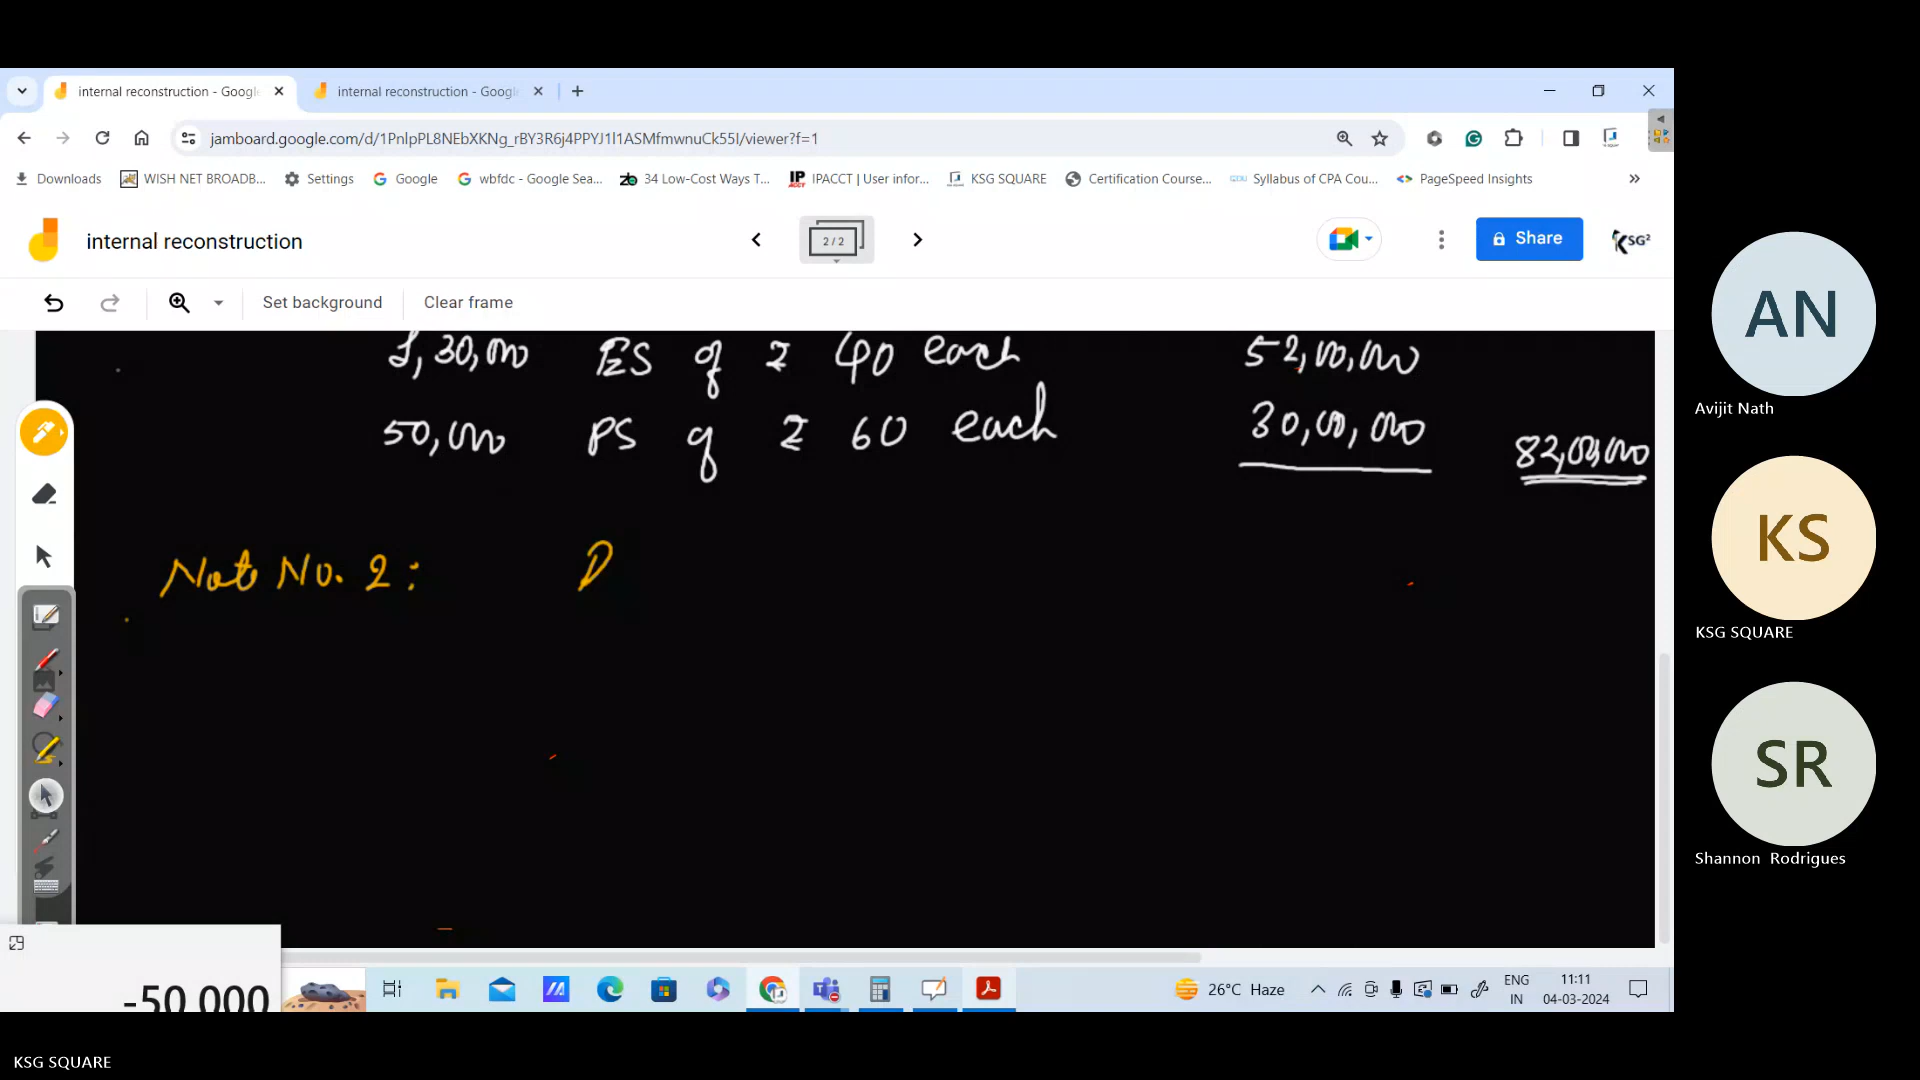 internal reconstruction - Googl
internal reconstruction - Googl
jamboard.google.com/d/1PnlpPL8NEbXKNg_rBY3R6j4PPYJ1l1ASMfmwnuCk55I/viewer?f=1
Downloads
WISH NET BROADB...
Settings
Google
wbfdc - Google Sea...
34 Low-Cost Ways T...
IPACCT | User infor...
KSG SQUARE
Certification Course...
Syllabus of CPA Cou...
PageSpeed Insights
internal reconstruction
2 / 2
Share
KSG²
Set background
Clear frame
1,30,000 ES of ₹ 40 each 52,00,000
50,000 PS of ₹ 60 each 30,00,000 82,00,000
Note No. 2: D
-50,000
26°C Haze
ENG
IN
11:11
04-03-2024
AN
Avijit Nath
KS
KSG SQUARE
SR
Shannon Rodrigues
KSG SQUARE